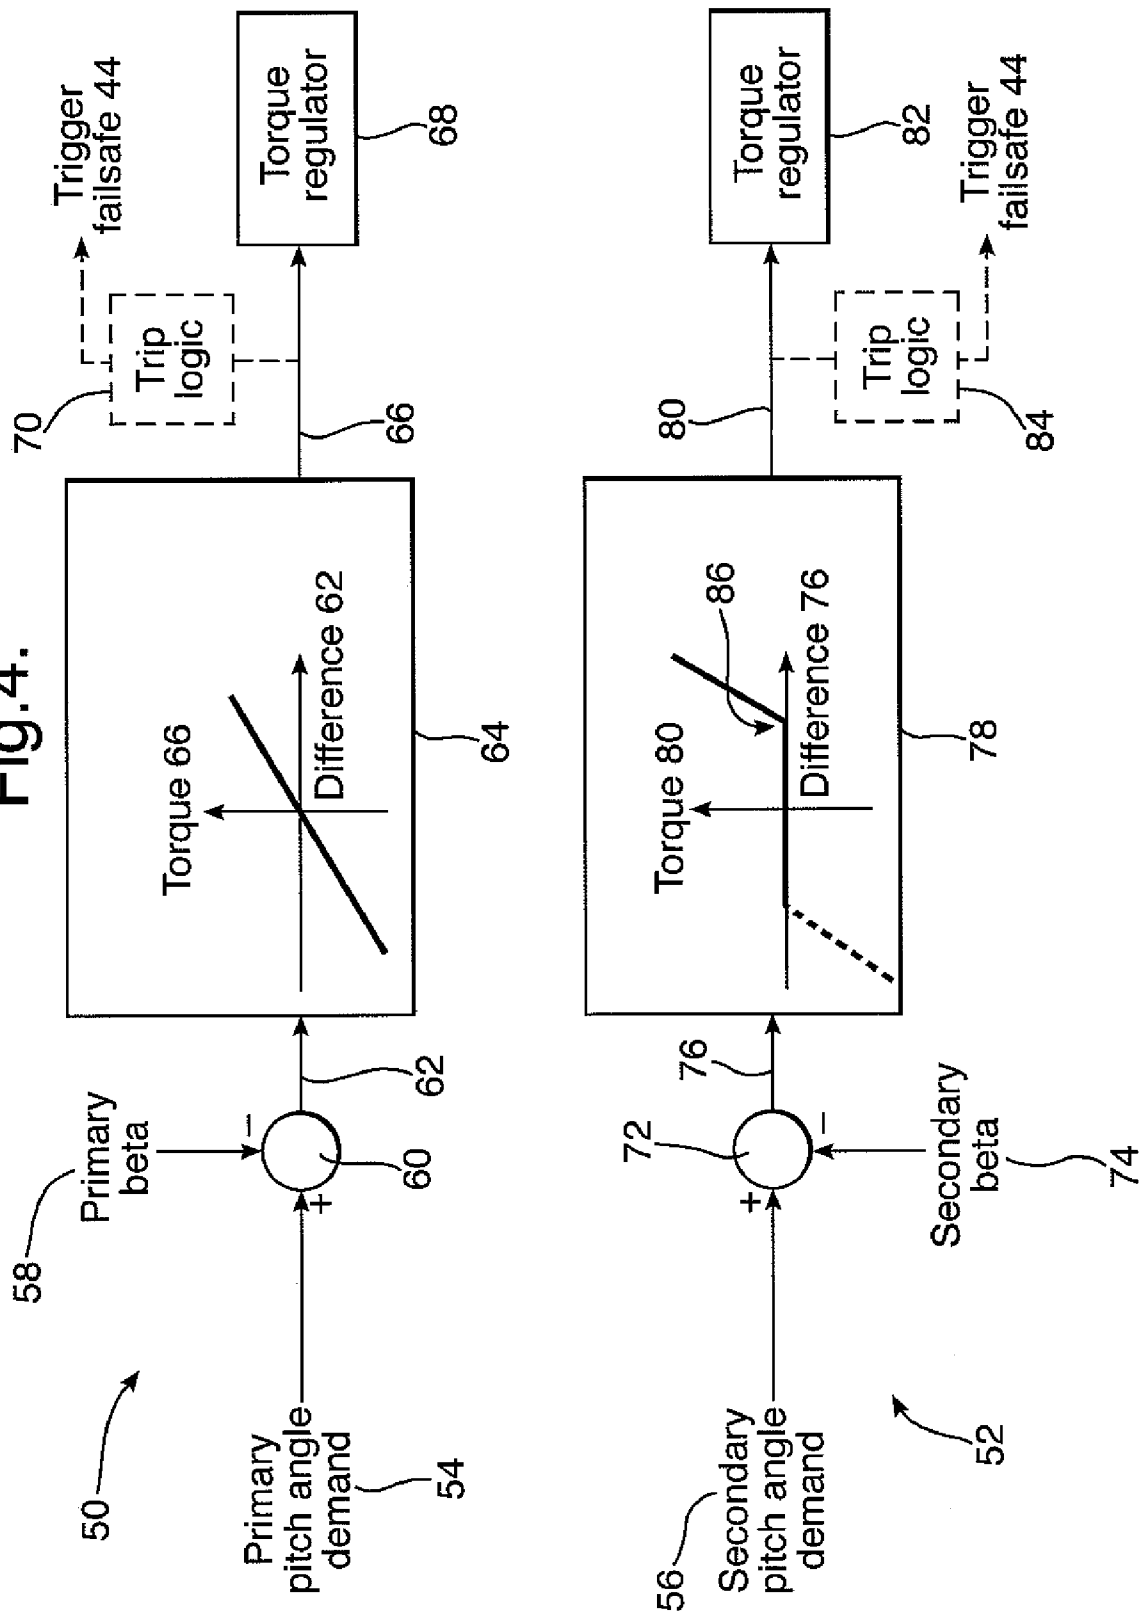 Fig.4.
50
58
Primary
beta
Primary
pitch angle
demand
54
+
−
60
62
Torque 66
Difference 62
64
66
70
Trip
logic
Trigger
failsafe 44
Torque
regulator
68
52
56
Secondary
pitch angle
demand
+
−
72
Secondary
beta
74
76
Torque 80
86
Difference 76
78
80
Trip
logic
84
Trigger
failsafe 44
Torque
regulator
82